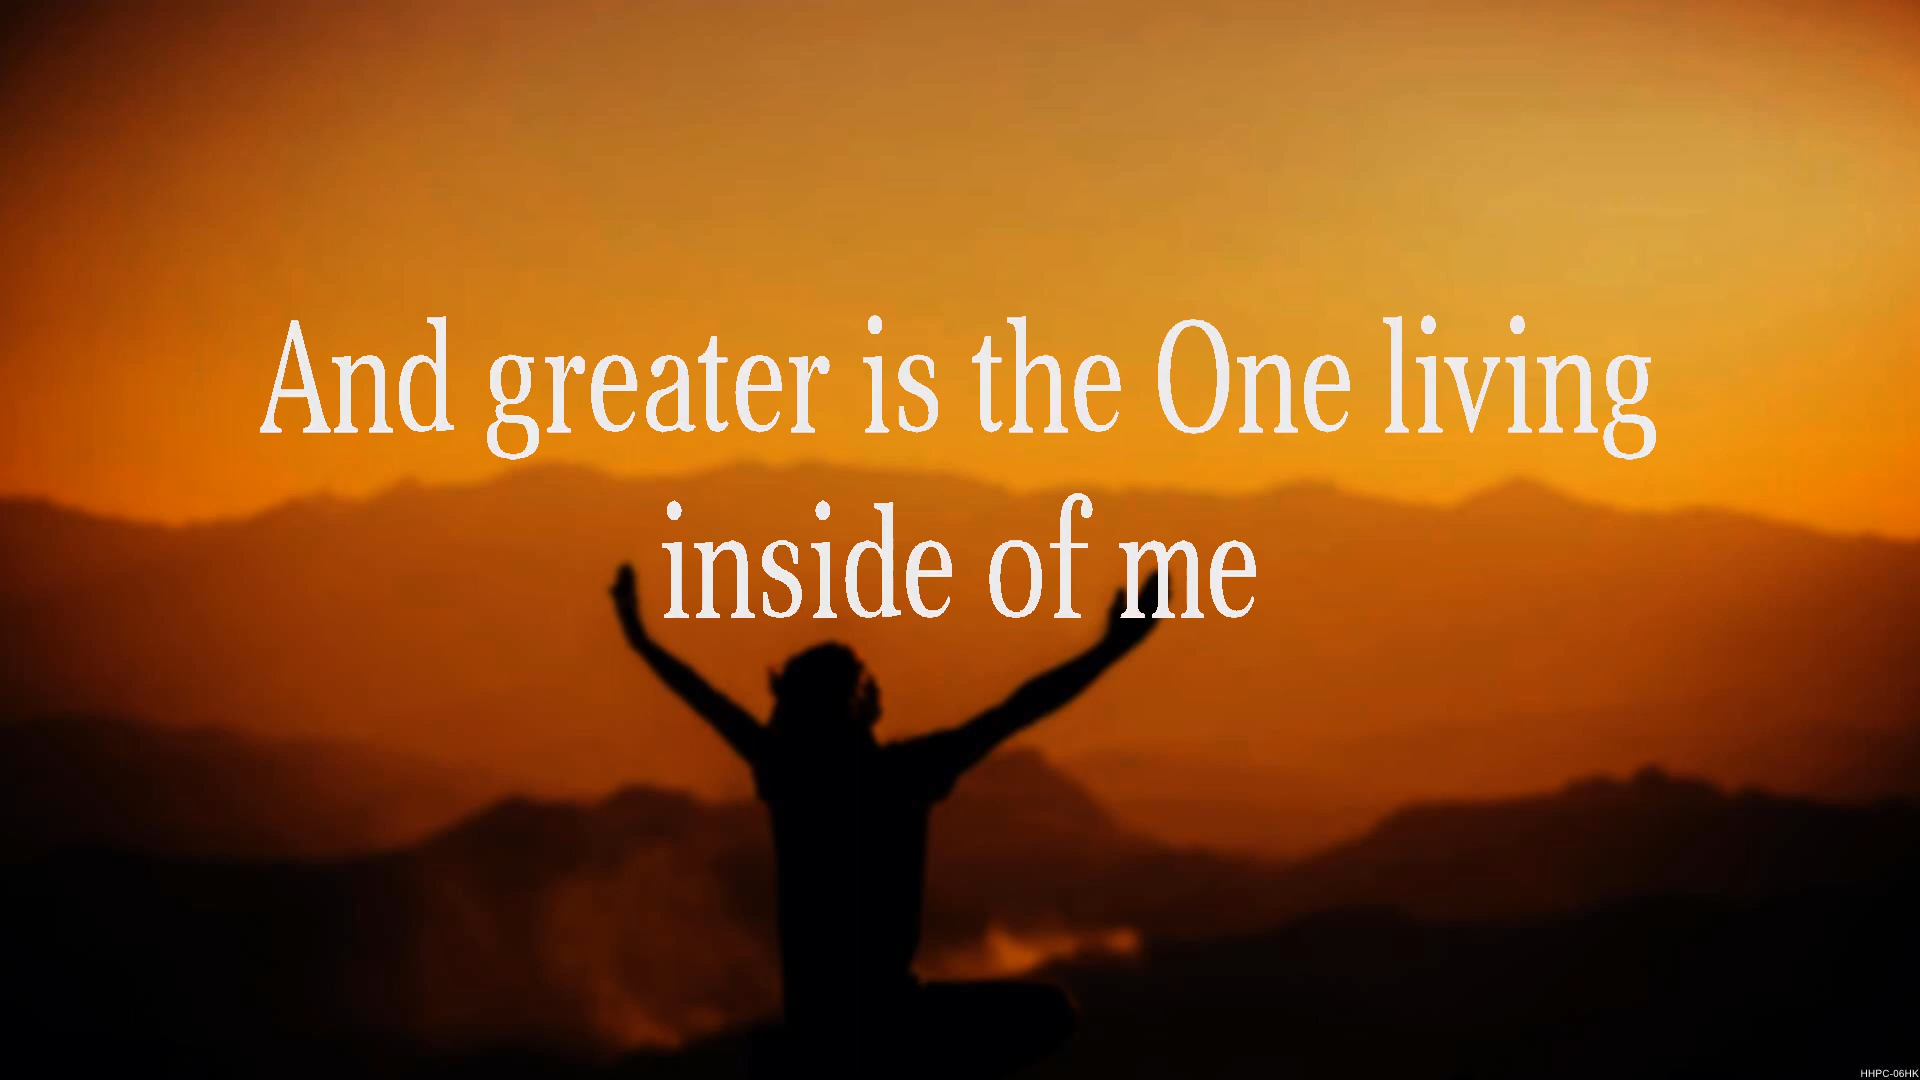 And greater is the One living
inside of me
HHPC-06HK